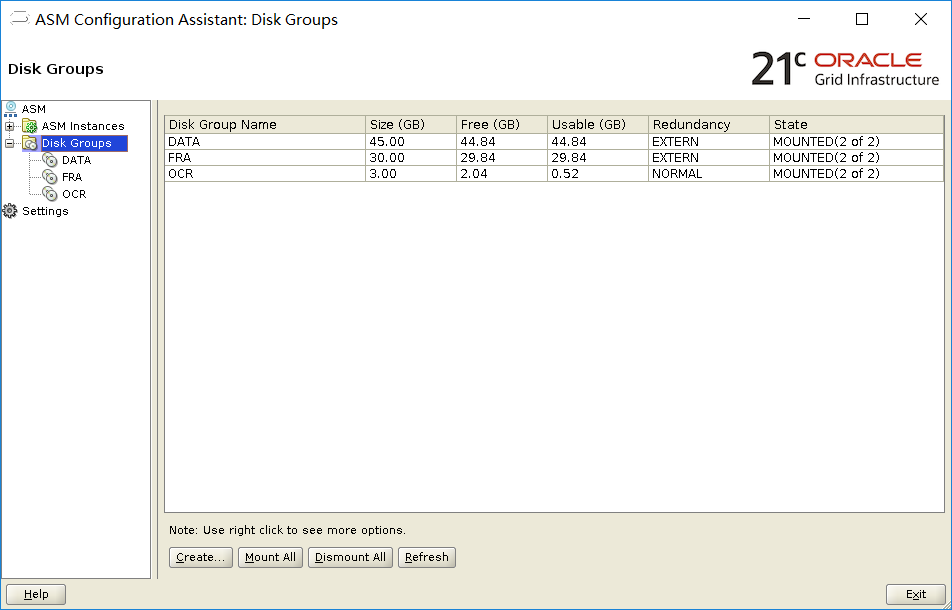 ASM Configuration Assistant: Disk Groups
Disk Groups
21c ORACLE
Grid Infrastructure
ASM
ASM Instances
Disk Groups
DATA
FRA
OCR
Settings
Disk Group Name Size (GB) Free (GB) Usable (GB) Redundancy State
DATA 45.00 44.84 44.84 EXTERN MOUNTED(2 of 2)
FRA 30.00 29.84 29.84 EXTERN MOUNTED(2 of 2)
OCR 3.00 2.04 0.52 NORMAL MOUNTED(2 of 2)
Note: Use right click to see more options.
Create... Mount All Dismount All Refresh
Help Exit